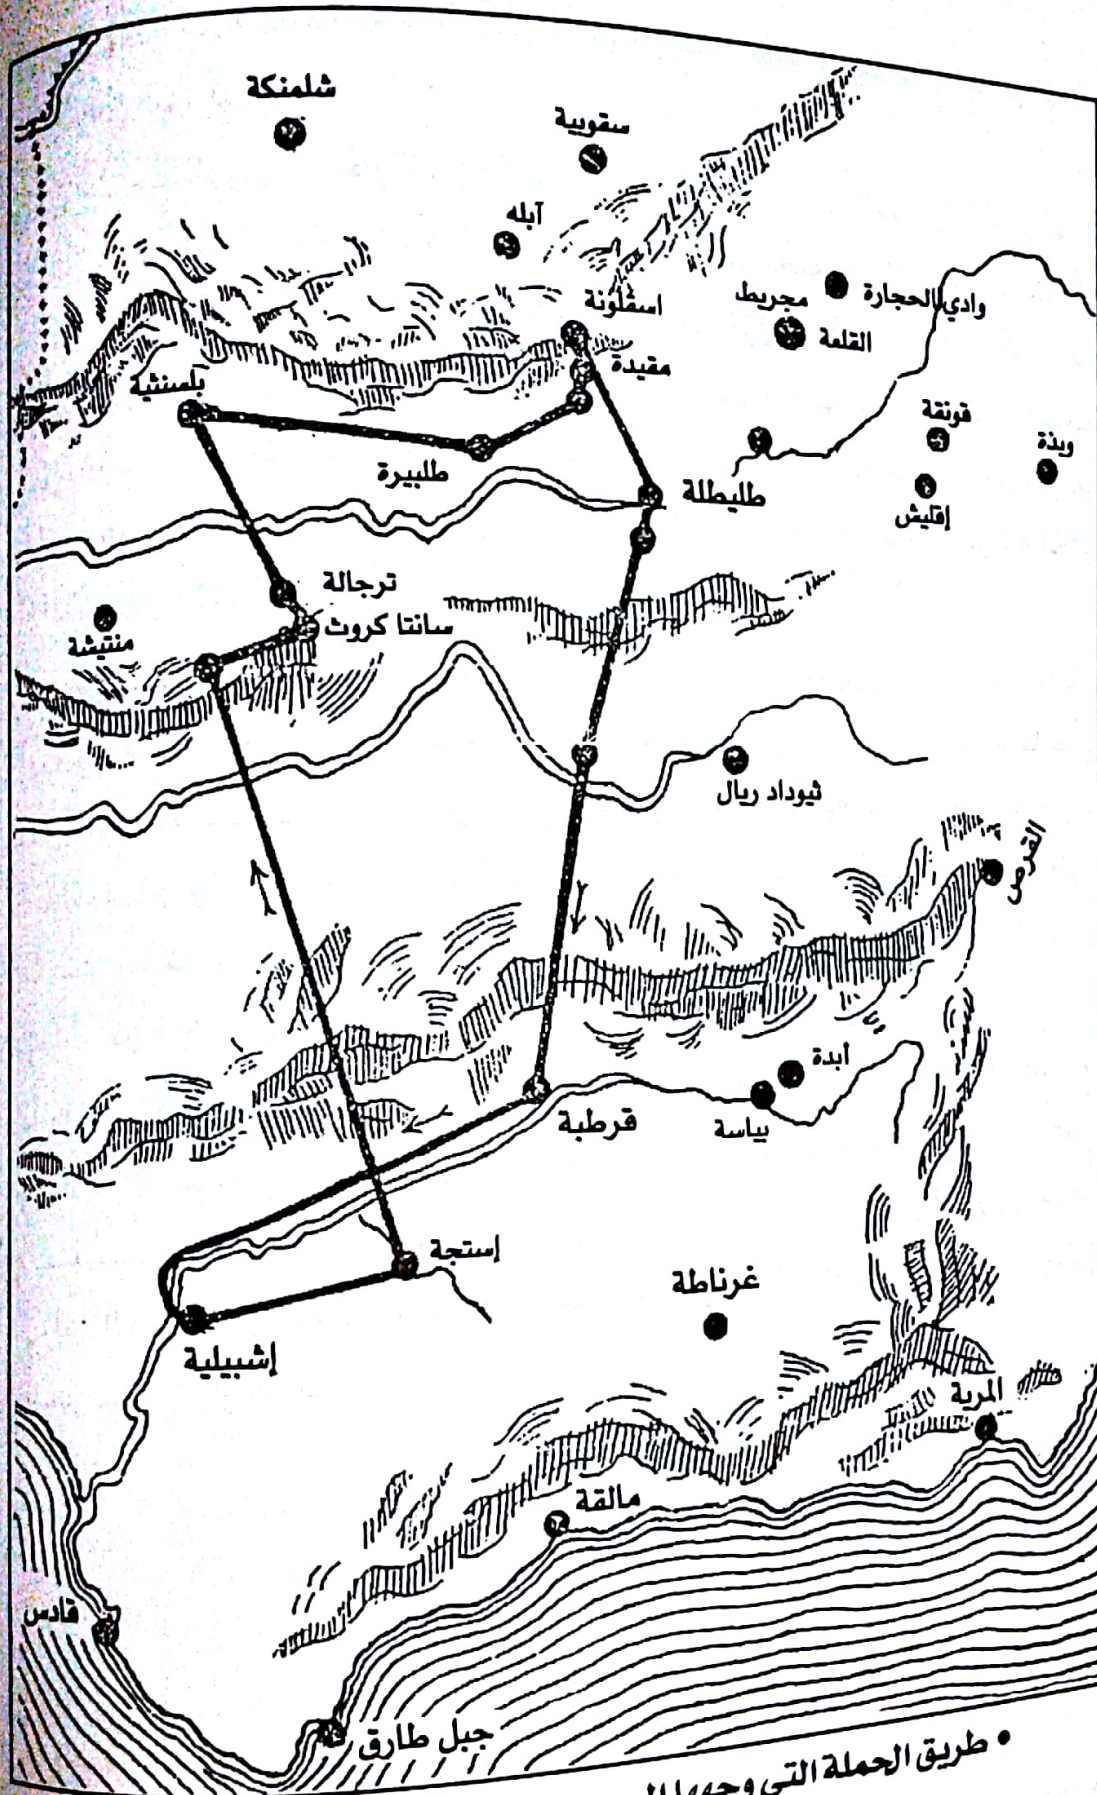 شلمنكة
سقوبية
آبله
وادي الحجارة
مجريط
اسقلونة
القلعة
مقيدة
بلسنثية
قونقة
وبذة
طلبيرة
طليطلة
إقليش
ترجالة
سانتا كروث
منتيشة
ثيوداد ريال
القرص
أبدة
بياسة
قرطبة
إستجة
غرناطة
إشبيلية
المرية
مالقة
قادس
جبل طارق
• طريق الحملة التي وجهها